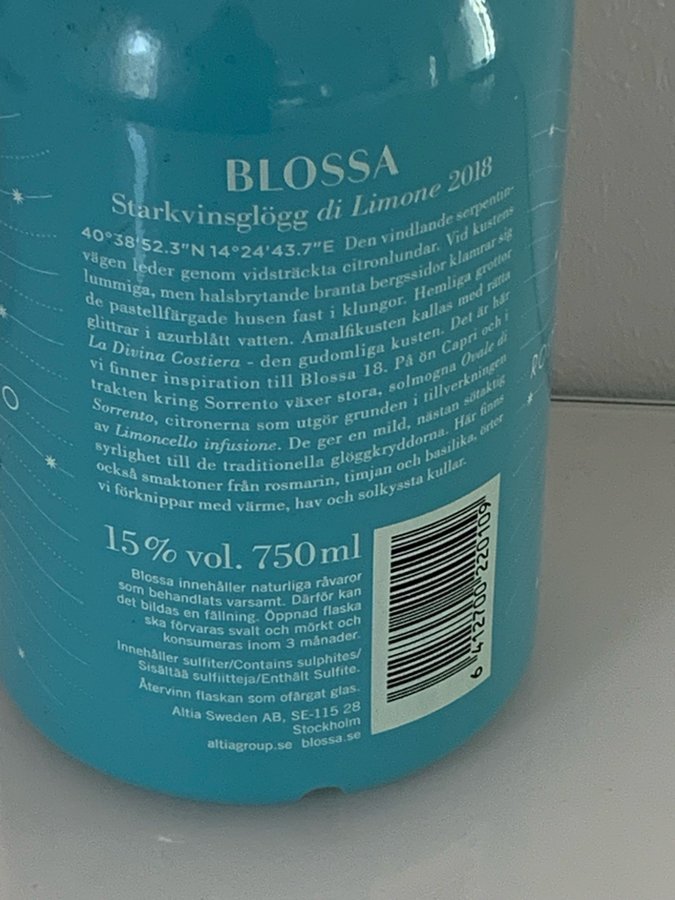 BLOSSA
Starkvinsglögg di Limone 2018
40°38'52.3"N 14°24'43.7"E Den vindlande serpentin-
vägen leder genom vidsträckta citronlundar. Vid kustens
lummiga, men halsbrytande branta bergssidor klamrar sig
de pastellfärgade husen fast i klungor. Hemliga grottor
glittrar i azurblått vatten. Amalfikusten kallas med rätta
La Divina Costiera - den gudomliga kusten. Det är här
vi finner inspiration till Blossa 18. På ön Capri och i
trakten kring Sorrento växer stora, solmogna Ovale di
Sorrento, citronerna som utgör grunden i tillverkningen
av Limoncello infusione. De ger en mild, nästan sötaktig
syrlighet till de traditionella glöggkryddorna. Här finns
också smaktoner från rosmarin, timjan och basilika, örter
vi förknippar med värme, hav och solkyssta kullar.
15% vol. 750ml
Blossa innehåller naturliga råvaror
som behandlats varsamt. Därför kan
det bildas en fällning. Öppnad flaska
ska förvaras svalt och mörkt och
konsumeras inom 3 månader.
Innehåller sulfiter/Contains sulphites/
Sisältää sulfiitteja/Enthält Sulfite.
Återvinn flaskan som ofärgat glas.
Altia Sweden AB, SE-115 28
Stockholm
altiagroup.se blossa.se
6 412700 220109